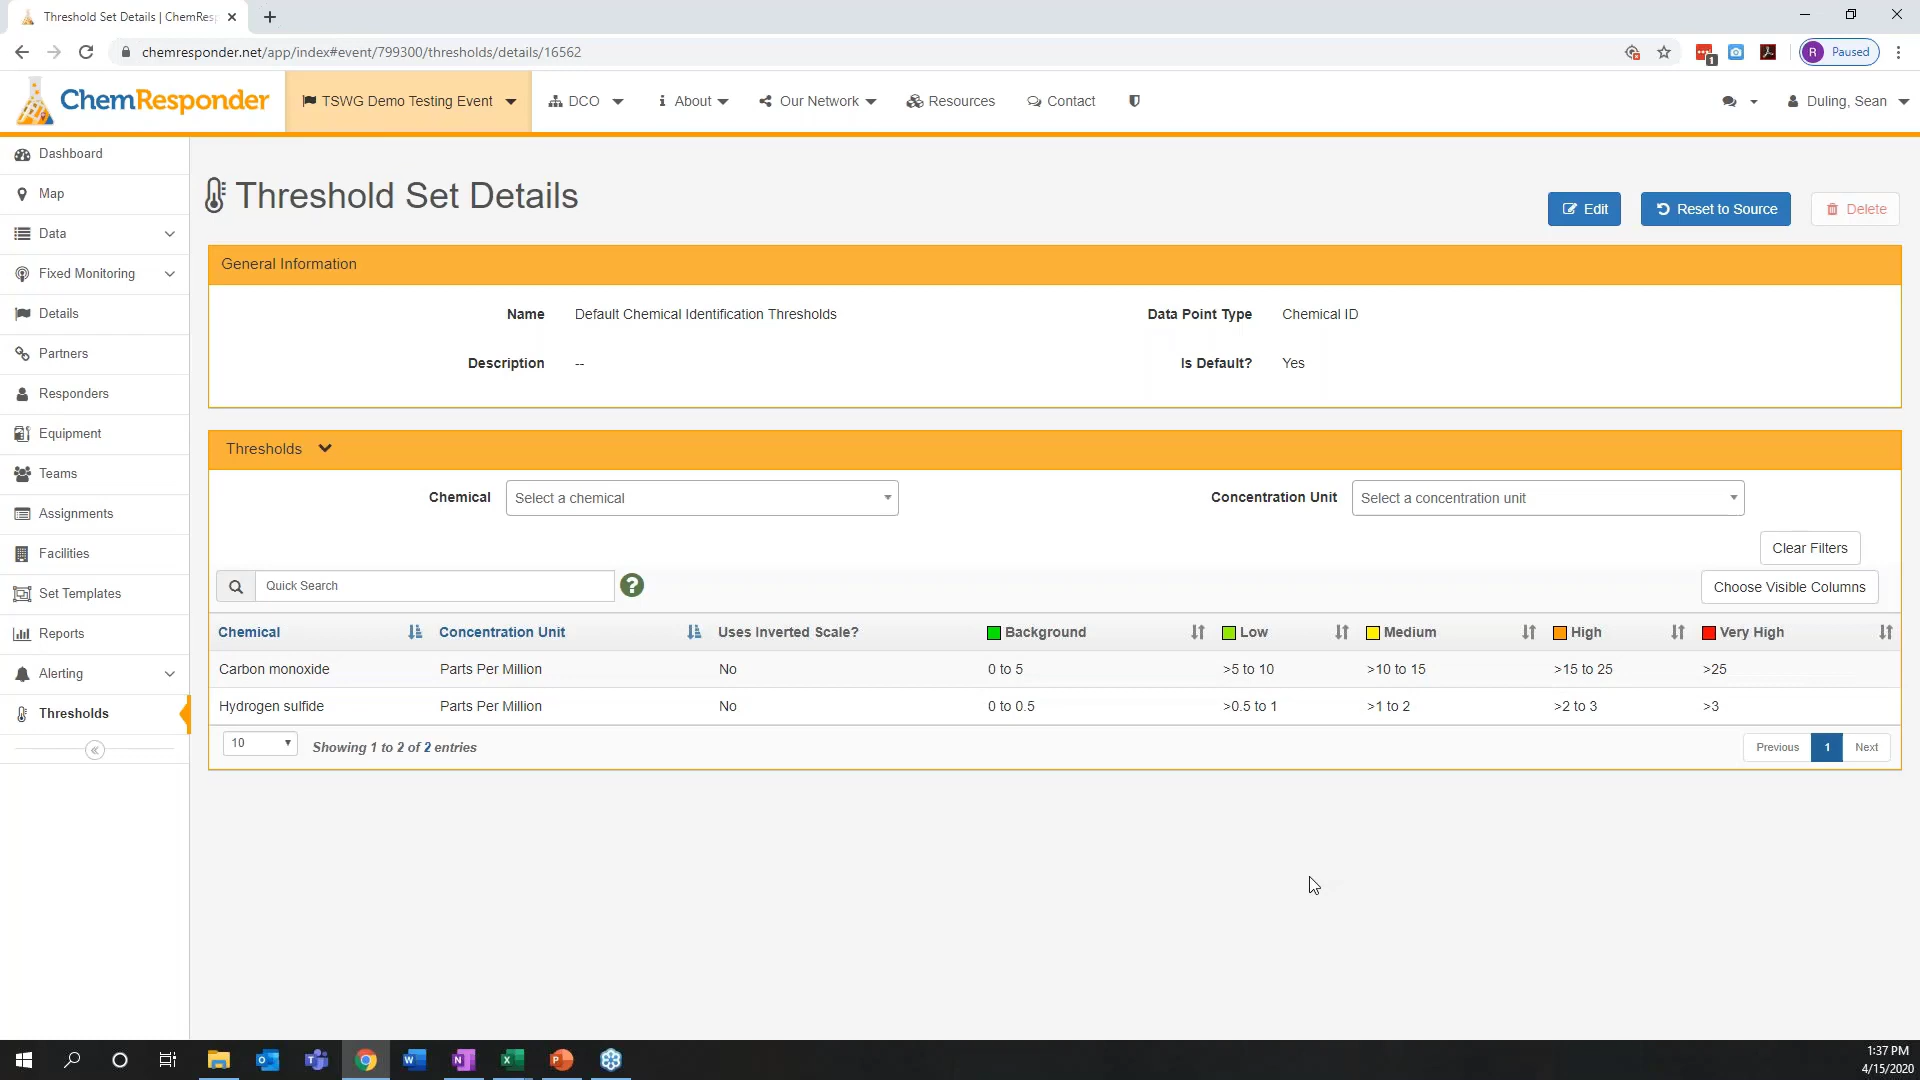 Threshold Set Details | ChemResp
chemresponder.net/app/index#event/799300/thresholds/details/16562
1
R Paused
ChemResponder
TSWG Demo Testing Event
DCO
About
Our Network
Resources
Contact
Duling, Sean
Dashboard
Map
Data
Fixed Monitoring
Details
Partners
Responders
Equipment
Teams
Assignments
Facilities
Set Templates
Reports
Alerting
Thresholds
Threshold Set Details
Edit
Reset to Source
Delete
General Information
Name Default Chemical Identification Thresholds Data Point Type Chemical ID
Description -- Is Default? Yes
Thresholds
Chemical Select a chemical Concentration Unit Select a concentration unit
Clear Filters
Quick Search ? Choose Visible Columns
Chemical Concentration Unit Uses Inverted Scale? Background Low Medium High Very High
Carbon monoxide Parts Per Million No 0 to 5 >5 to 10 >10 to 15 >15 to 25 >25
Hydrogen sulfide Parts Per Million No 0 to 0.5 >0.5 to 1 >1 to 2 >2 to 3 >3
10 Showing 1 to 2 of 2 entries Previous 1 Next
1:37 PM
4/15/2020